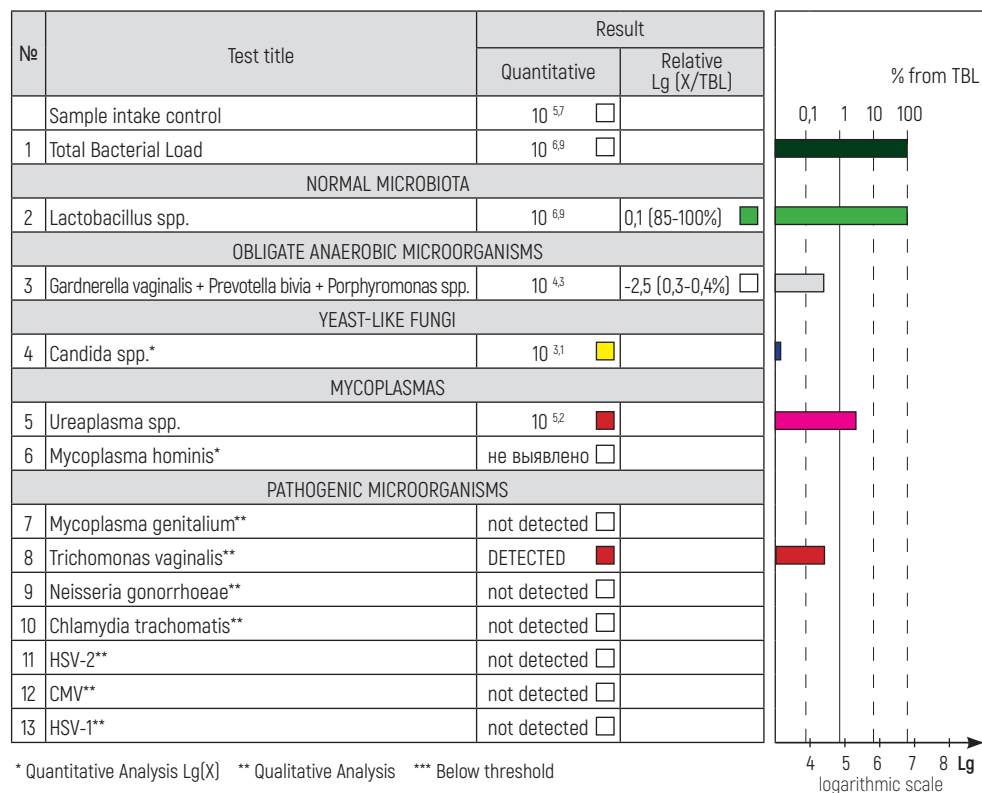 № Test title Result
Quantitative Relative Lg (X/TBL)
% from TBL
0,1 1 10 100
Sample intake control 10 5,7
1 Total Bacterial Load 10 6,9
NORMAL MICROBIOTA
2 Lactobacillus spp. 10 6,9 0,1 (85-100%)
OBLIGATE ANAEROBIC MICROORGANISMS
3 Gardnerella vaginalis + Prevotella bivia + Porphyromonas spp. 10 4,3 -2,5 (0,3-0,4%)
YEAST-LIKE FUNGI
4 Candida spp.* 10 3,1
MYCOPLASMAS
5 Ureaplasma spp. 10 5,2
6 Mycoplasma hominis* не выявлено
PATHOGENIC MICROORGANISMS
7 Mycoplasma genitalium** not detected
8 Trichomonas vaginalis** DETECTED
9 Neisseria gonorrhoeae** not detected
10 Chlamydia trachomatis** not detected
11 HSV-2** not detected
12 CMV** not detected
13 HSV-1** not detected
4 5 6 7 8 Lg
logarithmic scale
* Quantitative Analysis Lg(X) ** Qualitative Analysis *** Below threshold